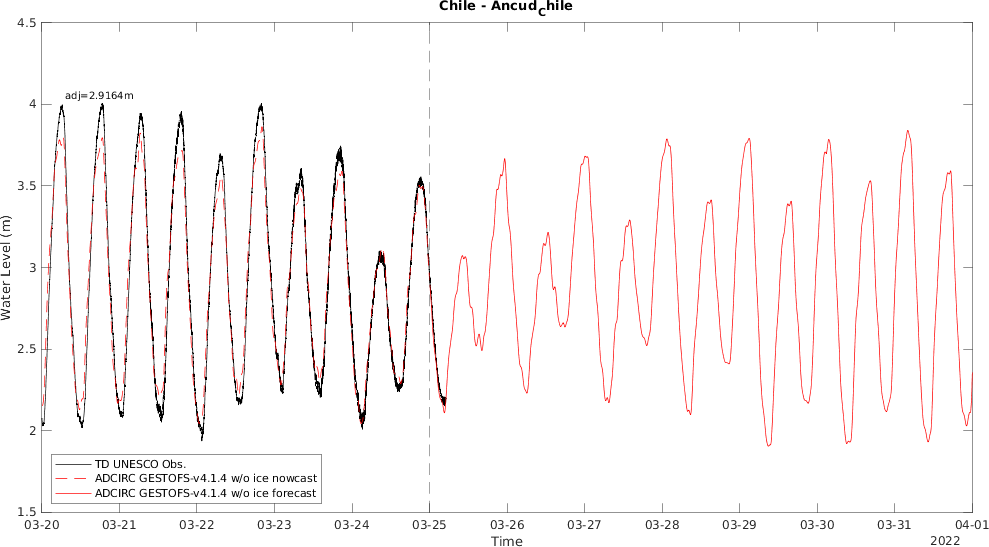 Chile - Ancud_Chile
adj=2.9164m
4.5
4
3.5
3
2.5
2
1.5
Water Level (m)
TD UNESCO Obs.
ADCIRC GESTOFS-v4.1.4 w/o ice nowcast
ADCIRC GESTOFS-v4.1.4 w/o ice forecast
03-20 03-21 03-22 03-23 03-24 03-25 03-26 03-27 03-28 03-29 03-30 03-31 04-01
Time
2022